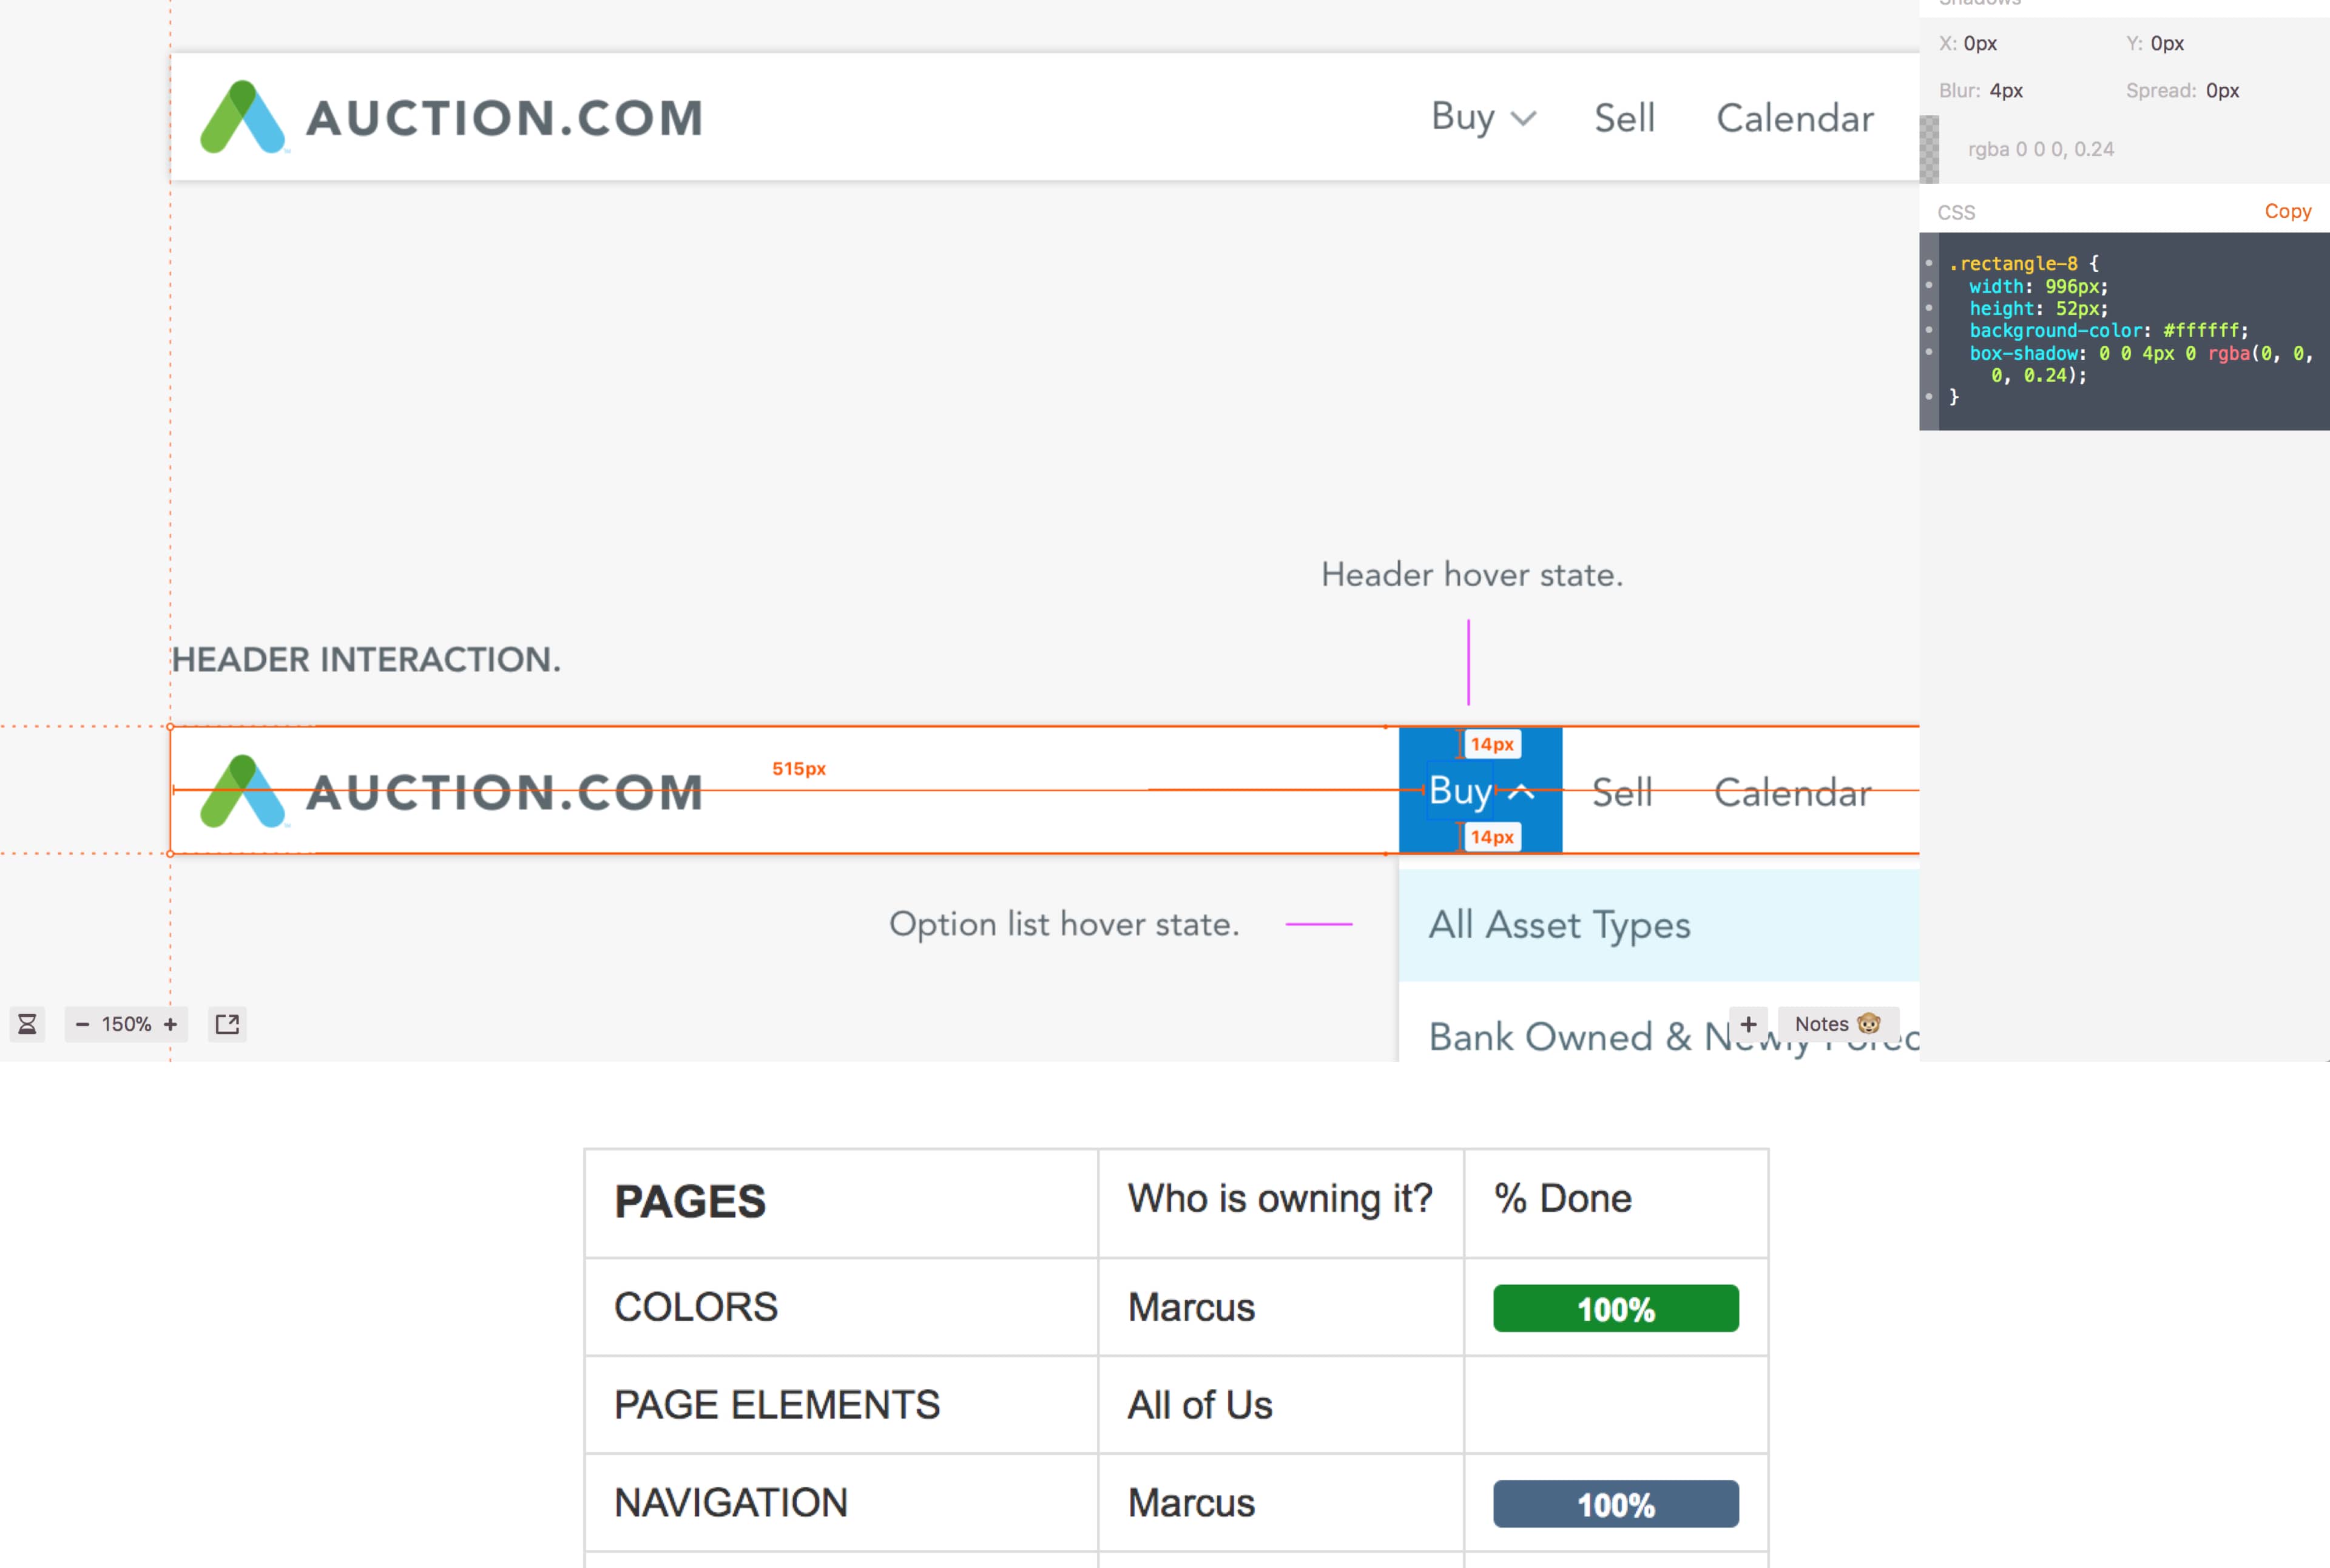 Shadows
X: 0px Y: 0px
Blur: 4px Spread: 0px
rgba 0 0 0, 0.24
CSS Copy
.rectangle-8 {
width: 996px;
height: 52px;
background-color: #ffffff;
box-shadow: 0 0 4px 0 rgba(0, 0,
0, 0.24);
}
AUCTION.COM Buy Sell Calendar
Header hover state.
HEADER INTERACTION.
14px
515px
AUCTION.COM Buy Sell Calendar
14px
Option list hover state.
All Asset Types
Bank Owned & Newly Forec
150%
Notes
PAGES Who is owning it? % Done
COLORS Marcus 100%
PAGE ELEMENTS All of Us
NAVIGATION Marcus 100%